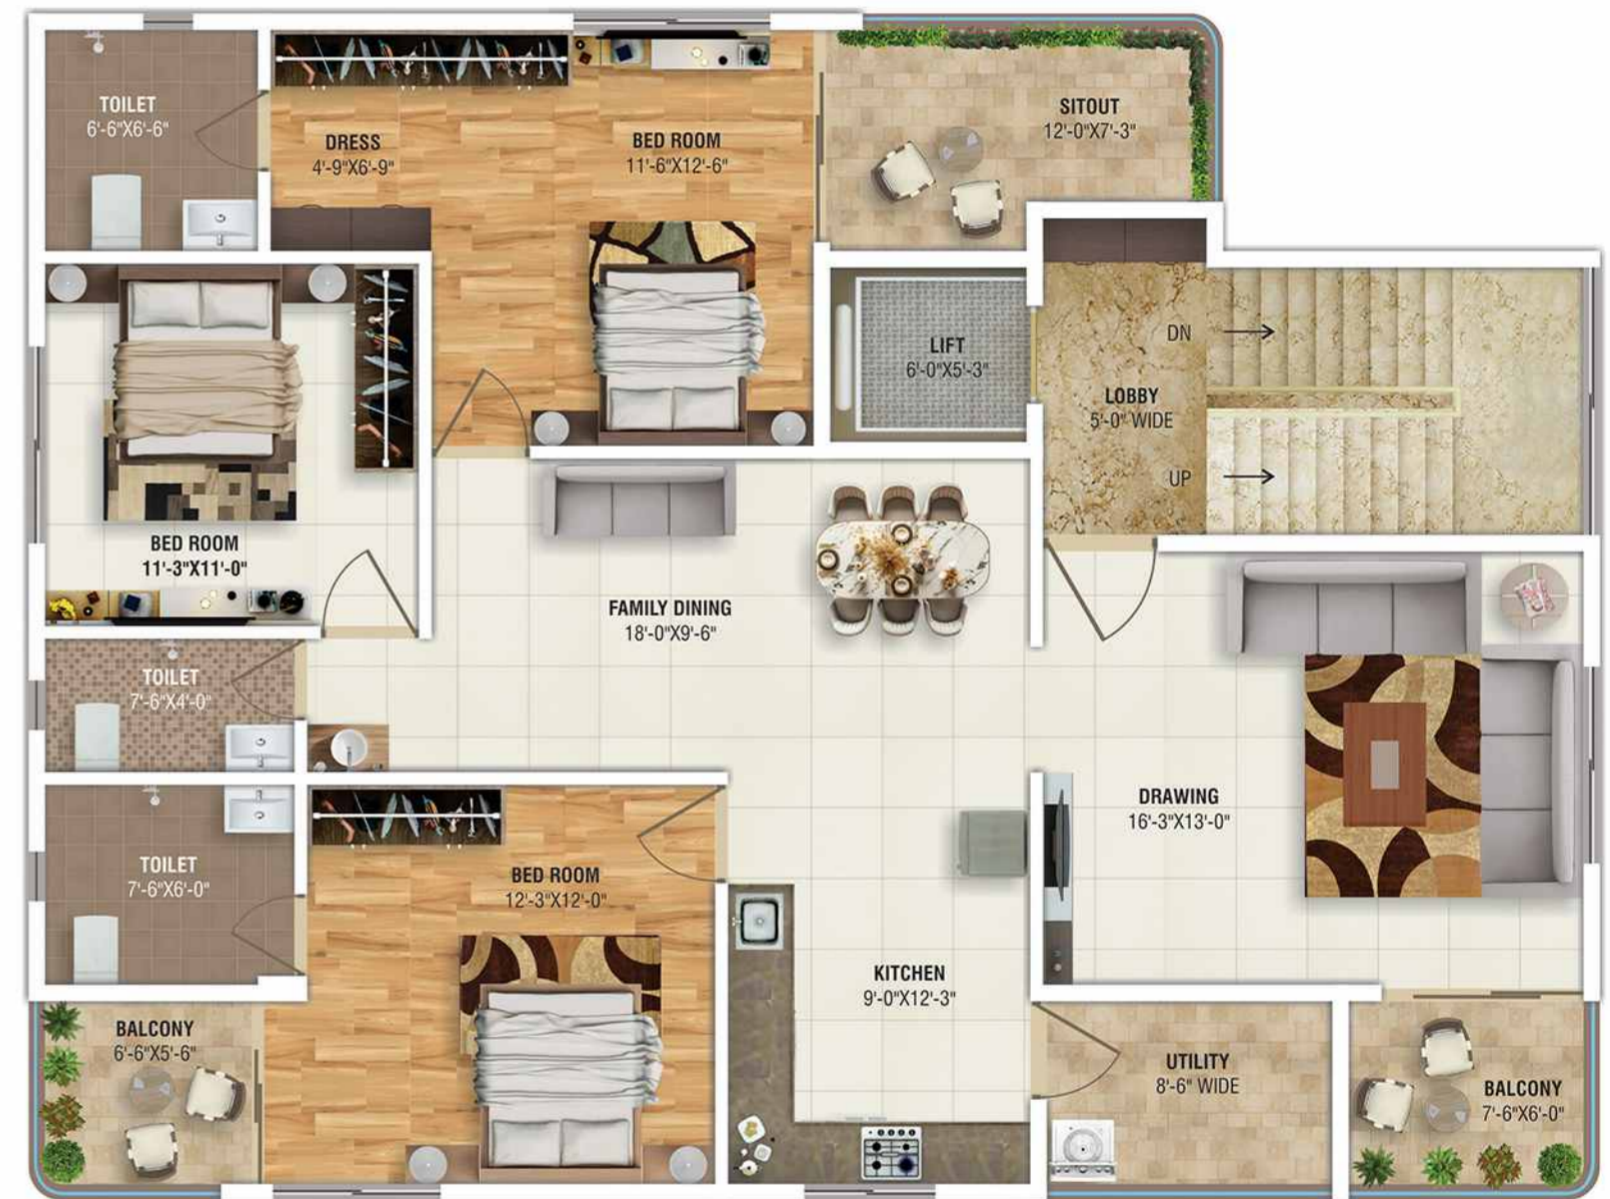 TOILET
6'-6"X6'-6"
DRESS
4'-9"X6'-9"
BED ROOM
11'-6"X12'-6"
SITOUT
12'-0"X7'-3"
LIFT
6'-0"X5'-3"
DN
LOBBY
5'-0" WIDE
UP
BED ROOM
11'-3"X11'-0"
FAMILY DINING
18'-0"X9'-6"
TOILET
7'-6"X4'-0"
DRAWING
16'-3"X13'-0"
TOILET
7'-6"X6'-0"
BED ROOM
12'-3"X12'-0"
KITCHEN
9'-0"X12'-3"
BALCONY
6'-6"X5'-6"
UTILITY
8'-6" WIDE
BALCONY
7'-6"X6'-0"